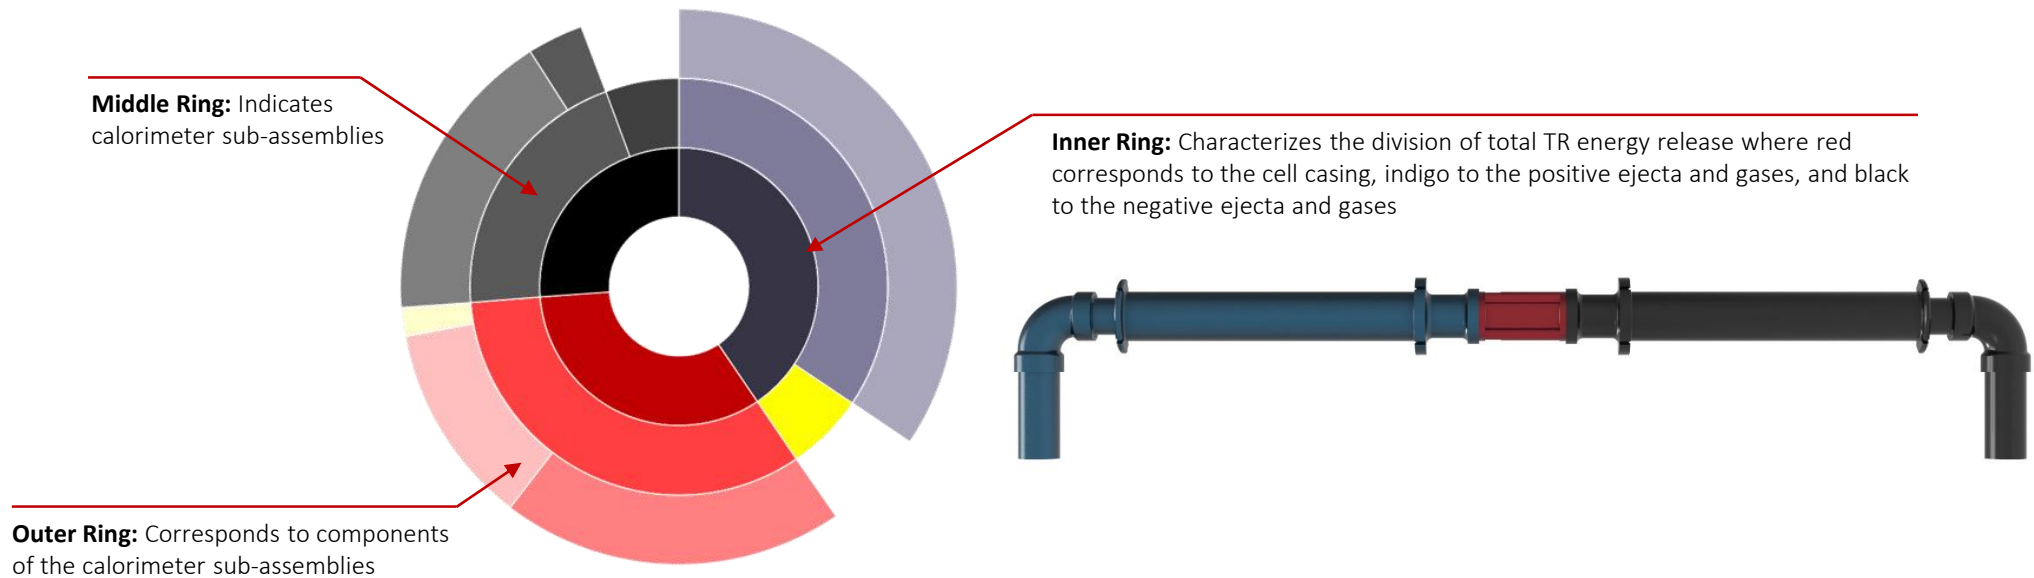 Middle Ring: Indicates
calorimeter sub-assemblies
Inner Ring: Characterizes the division of total TR energy release where red
corresponds to the cell casing, indigo to the positive ejecta and gases, and black
to the negative ejecta and gases
Outer Ring: Corresponds to components
of the calorimeter sub-assemblies